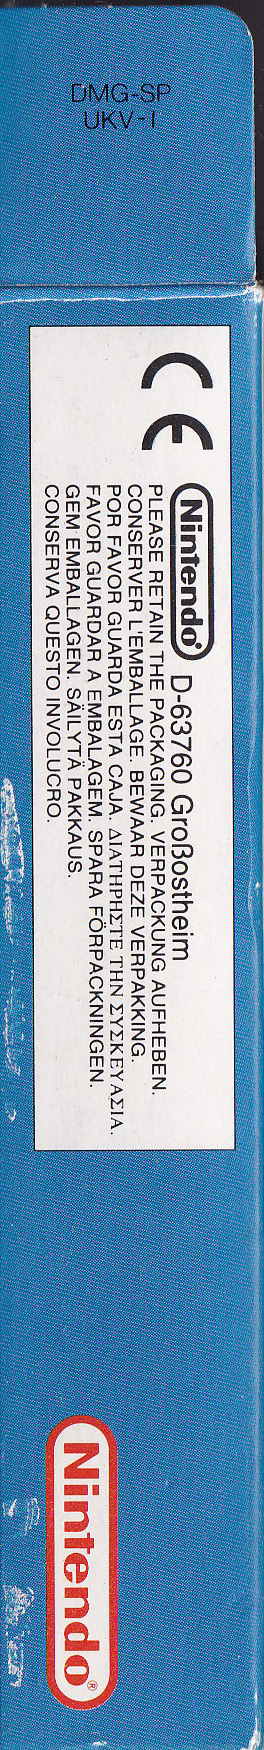 DMG-SP
UKV-I
CE
Nintendo® D-63760 Großostheim
PLEASE RETAIN THE PACKAGING. VERPACKUNG AUFHEBEN.
CONSERVER L'EMBALLAGE. BEWAAR DEZE VERPAKKING.
POR FAVOR GUARDA ESTA CAJA. ΔΙΑΤΗΡΗΣΤΕ ΤΗΝ ΣΥΣΚΕΥΑΣΙΑ.
FAVOR GUARDAR A EMBALAGEM. SPARA FÖRPACKNINGEN.
GEM EMBALLAGEN. SÄILYTÄ PAKKAUS.
CONSERVA QUESTO INVOLUCRO.
Nintendo®